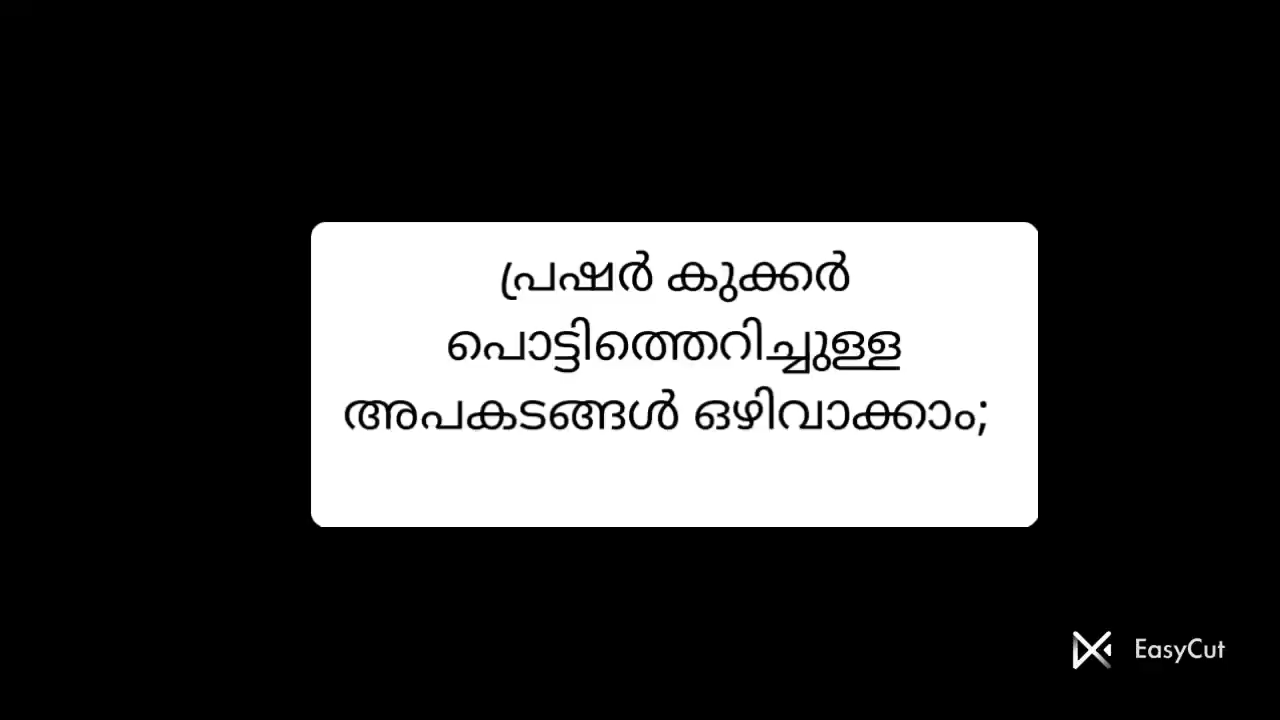 പ്രഷർ കുക്കർ
പൊട്ടിത്തെറിച്ചുള്ള
അപകടങ്ങൾ ഒഴിവാക്കാം;
EasyCut